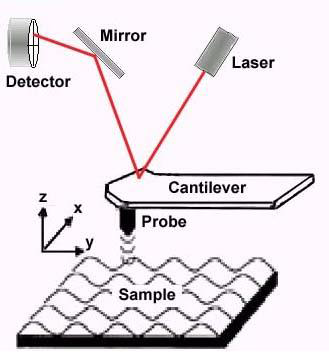 Mirror
Laser
Detector
Cantilever
z
x
Probe
y
Sample